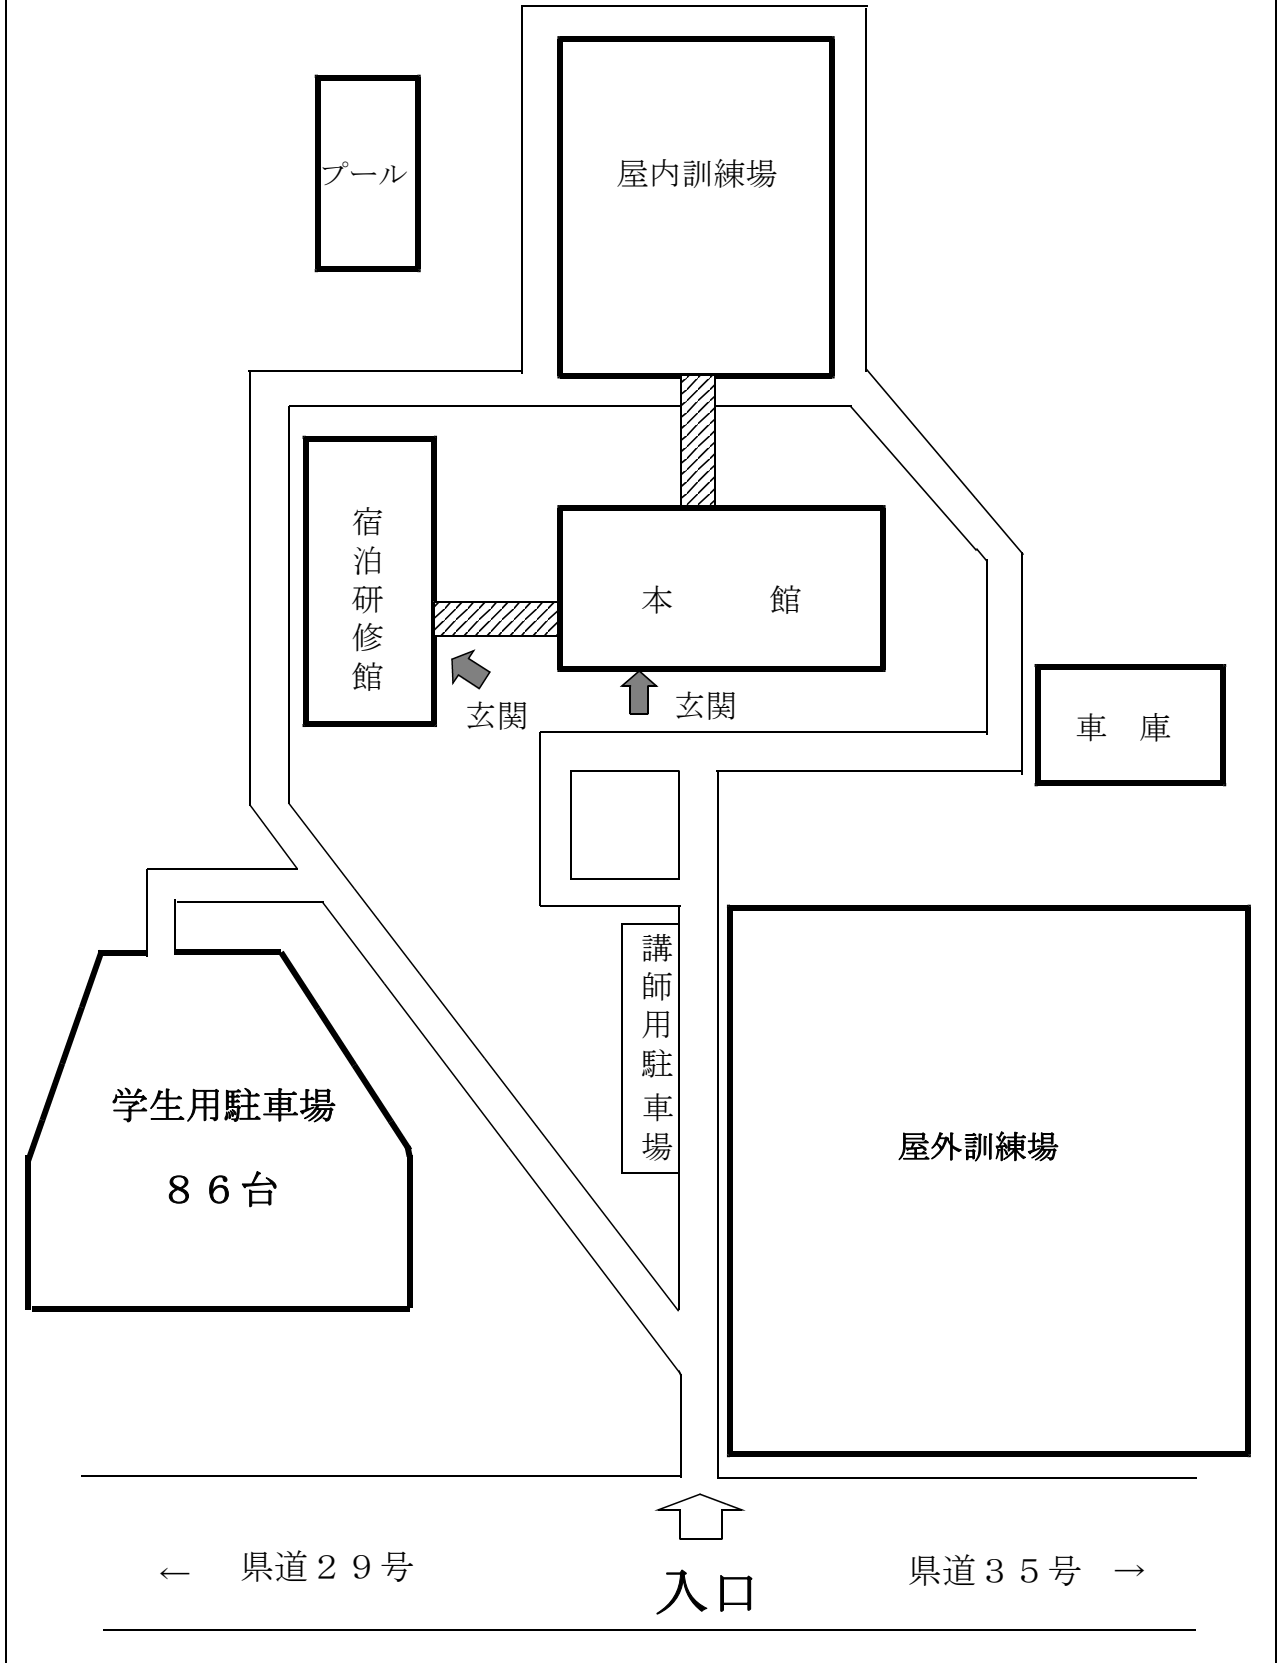 プール
屋内訓練場
宿泊研修館
本　館
玄関
玄関
車　庫
講師用駐車場
学生用駐車場
８６台
屋外訓練場
←　県道２９号
入口
県道３５号　→